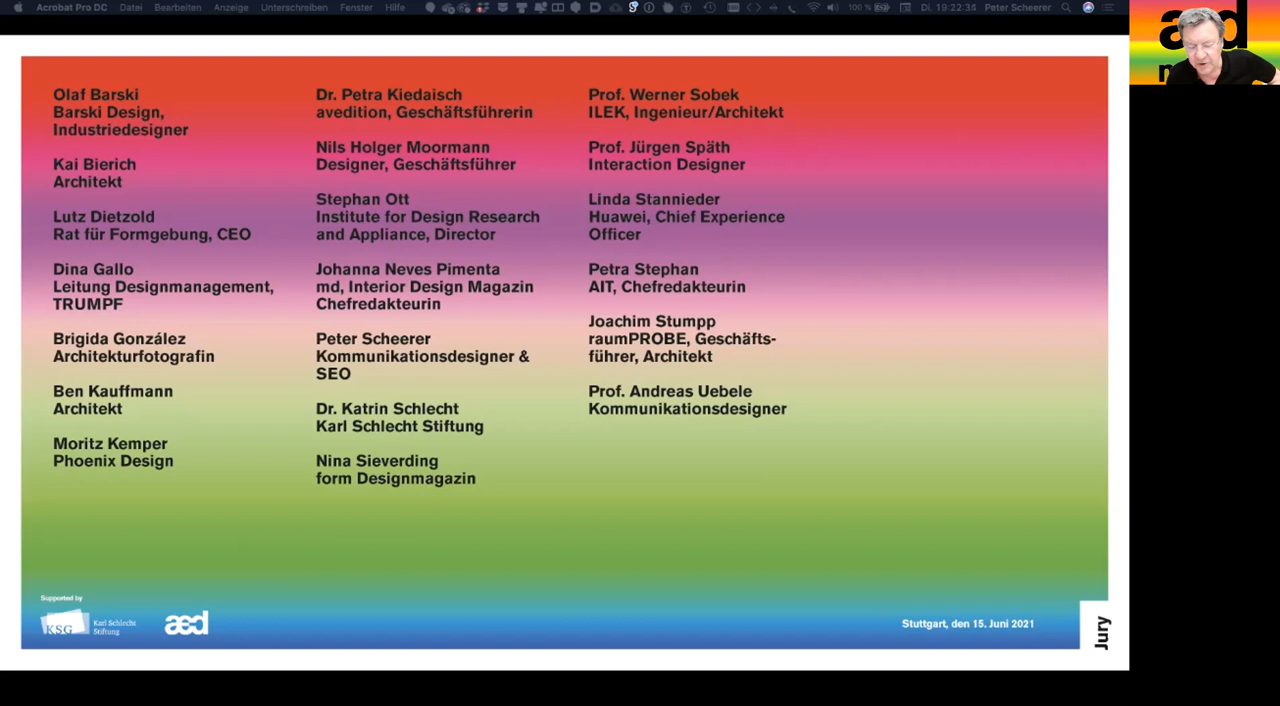 Acrobat Pro DC Datei Bearbeiten Anzeige Unterschreiben Fenster Hilfe 100 % Di. 19:22:36 Peter Scheerer
Olaf Barski
Barski Design,
Industriedesigner
Kai Bierich
Architekt
Lutz Dietzold
Rat für Formgebung, CEO
Dina Gallo
Leitung Designmanagement,
TRUMPF
Brigida González
Architekturfotografin
Ben Kauffmann
Architekt
Moritz Kemper
Phoenix Design
Dr. Petra Kiedaisch
avedition, Geschäftsführerin
Nils Holger Moormann
Designer, Geschäftsführer
Stephan Ott
Institute for Design Research
and Appliance, Director
Johanna Neves Pimenta
md, Interior Design Magazin
Chefredakteurin
Peter Scheerer
Kommunikationsdesigner &
SEO
Dr. Katrin Schlecht
Karl Schlecht Stiftung
Nina Sieverding
form Designmagazin
Prof. Werner Sobek
ILEK, Ingenieur/Architekt
Prof. Jürgen Späth
Interaction Designer
Linda Stannieder
Huawei, Chief Experience
Officer
Petra Stephan
AIT, Chefredakteurin
Joachim Stumpp
raumPROBE, Geschäfts-
führer, Architekt
Prof. Andreas Uebele
Kommunikationsdesigner
Supported by
KSG
Karl Schlecht
Stiftung
aed
Stuttgart, den 15. Juni 2021
Jury